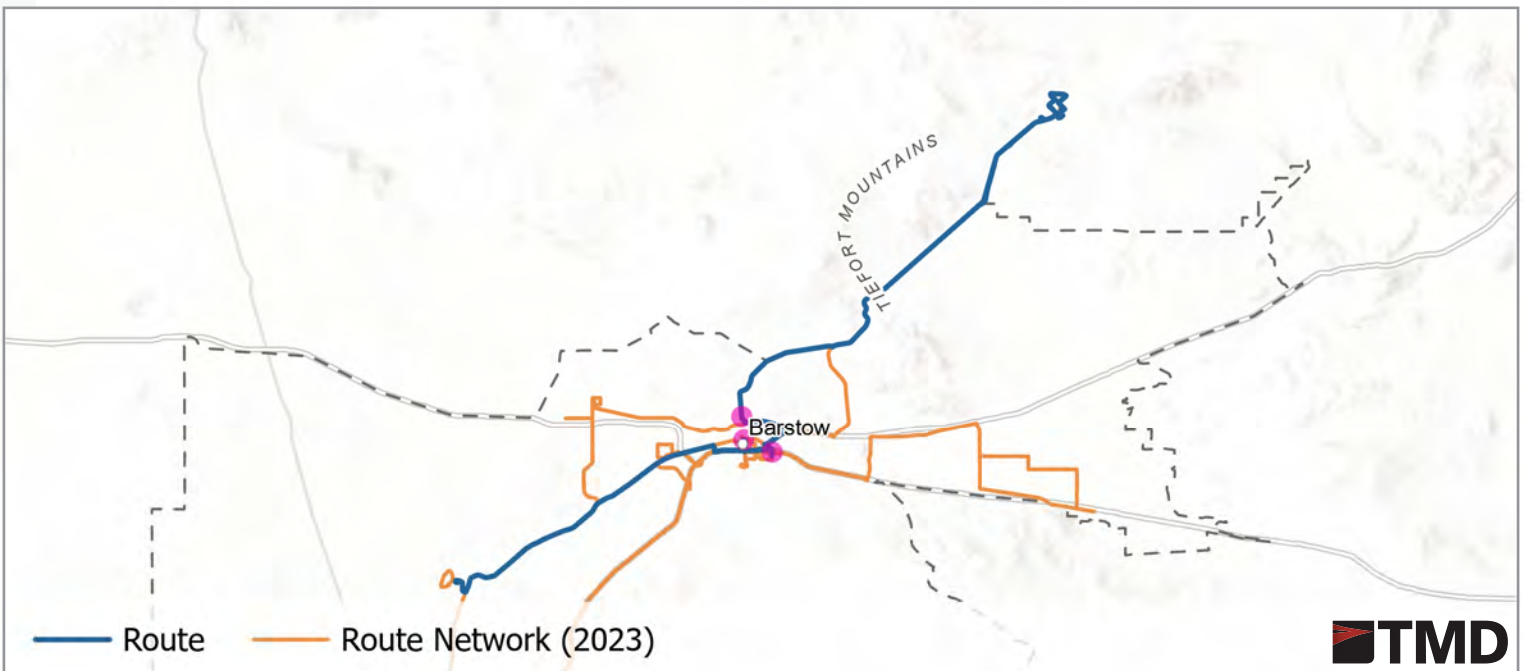 TIEFORT MOUNTAINS
Barstow
Route
Route Network (2023)
TMD